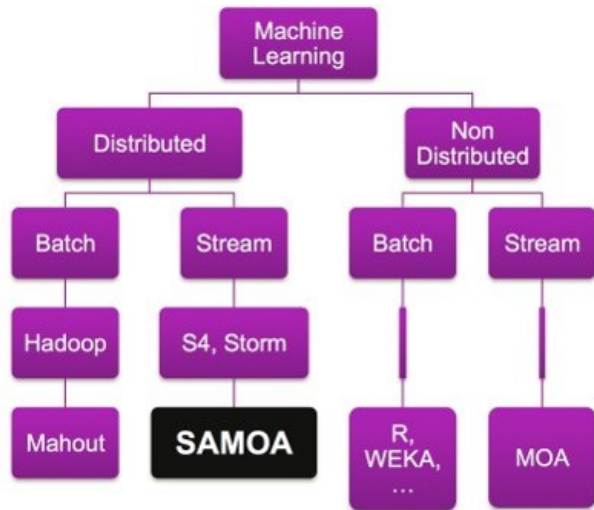 Machine
Learning
Distributed
Non
Distributed
Batch
Stream
Batch
Stream
Hadoop
S4, Storm
Mahout
SAMOA
R,
WEKA,
...
MOA